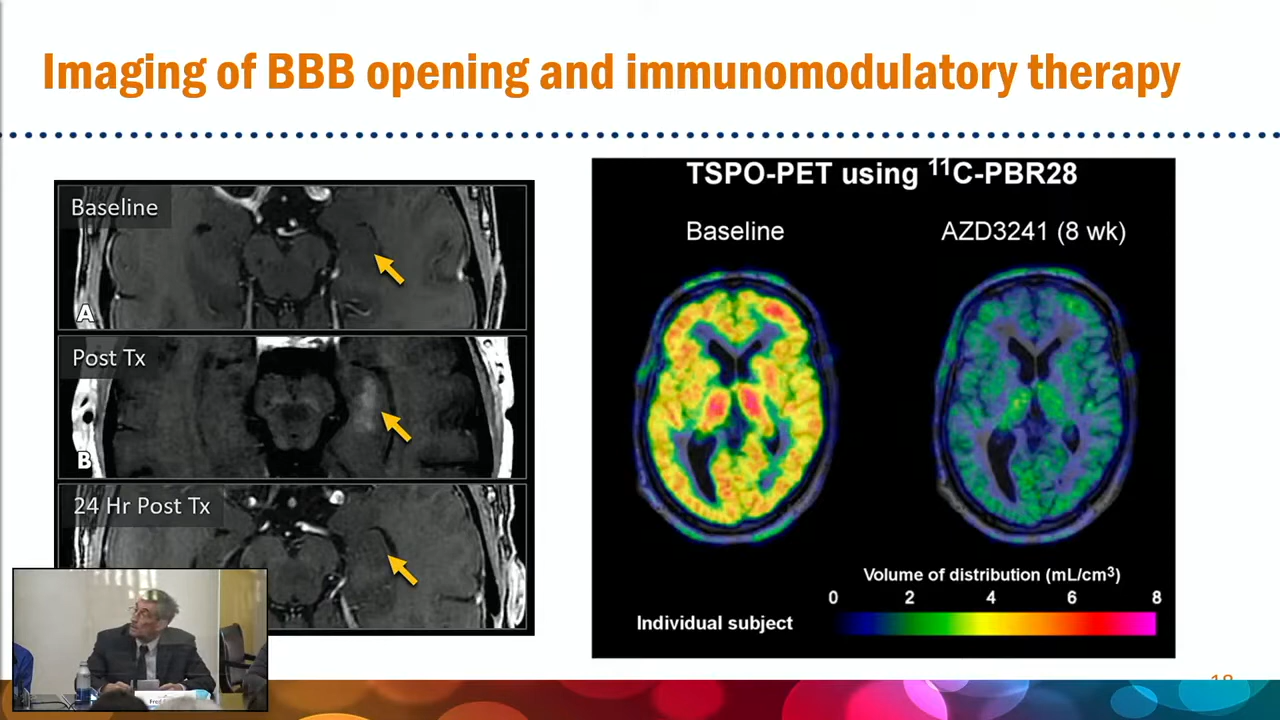 Imaging of BBB opening and immunomodulatory therapy
Baseline
A
Post Tx
B
24 Hr Post Tx
TSPO-PET using ¹¹C-PBR28
Baseline
AZD3241 (8 wk)
Volume of distribution (mL/cm³)
0 2 4 6 8
Individual subject